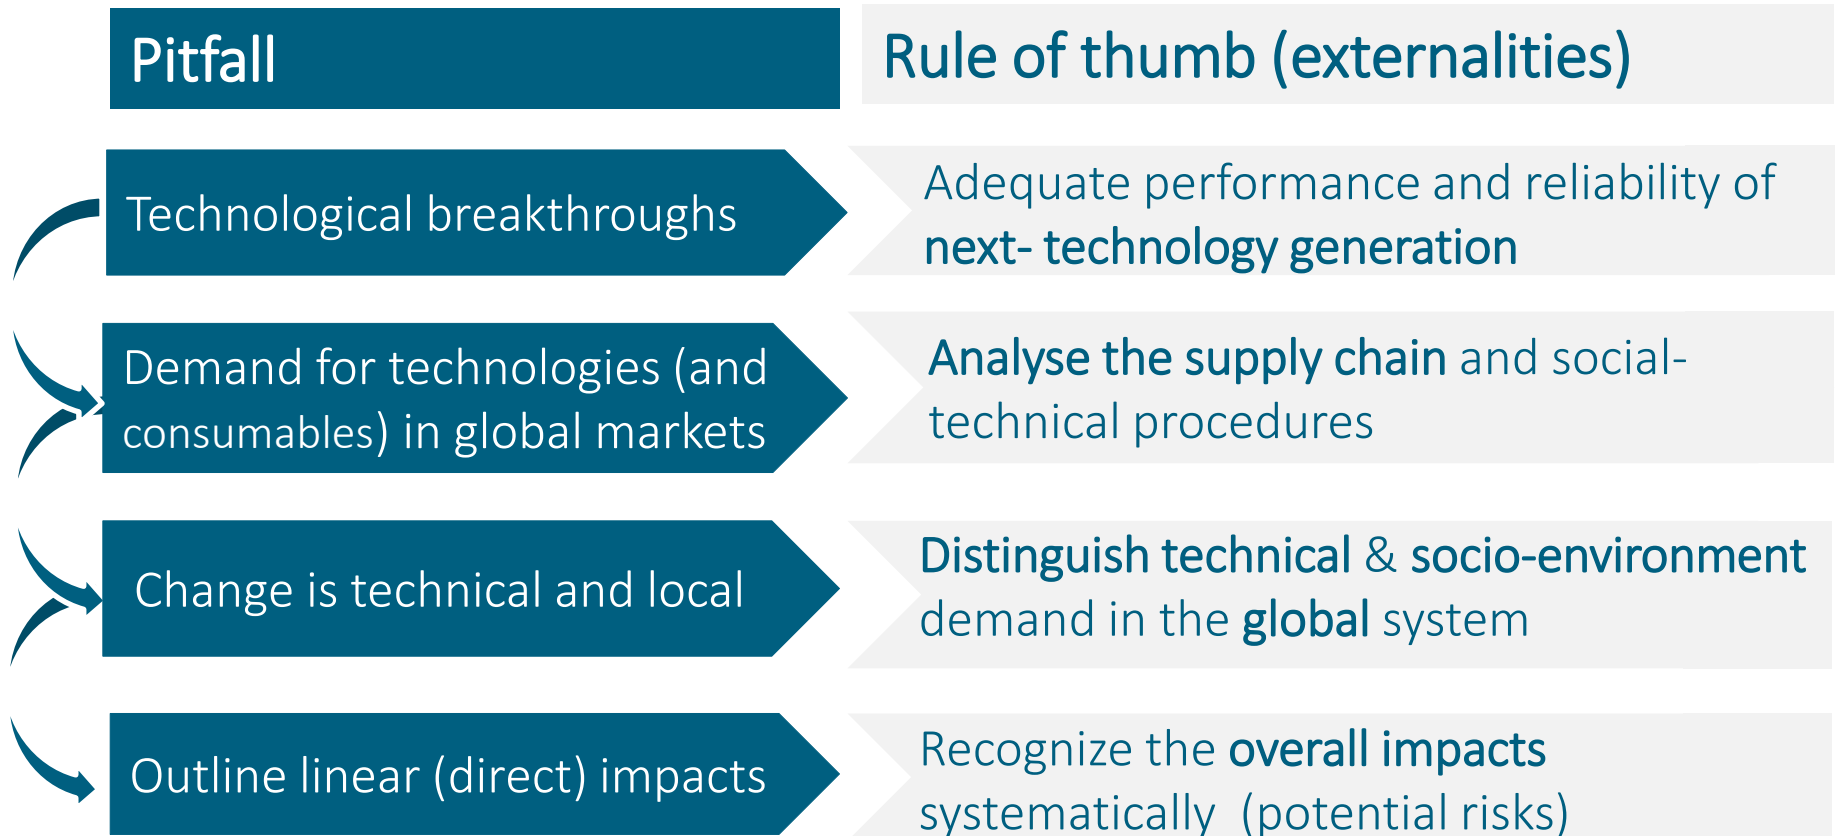 Pitfall
Rule of thumb (externalities)
Technological breakthroughs
Adequate performance and reliability of
next- technology generation
Demand for technologies (and
consumables) in global markets
Analyse the supply chain and social-
technical procedures
Change is technical and local
Distinguish technical & socio-environment
demand in the global system
Outline linear (direct) impacts
Recognize the overall impacts
systematically (potential risks)